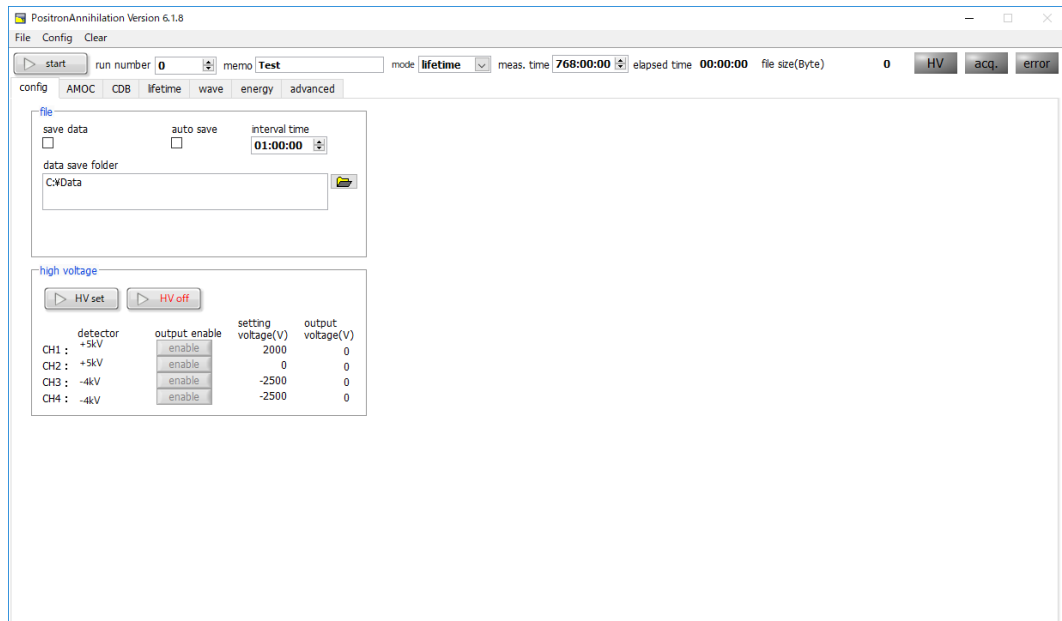 PositronAnnihilation Version 6.1.8
File Config Clear
start run number 0 memo Test mode lifetime meas. time 768:00:00 elapsed time 00:00:00 file size(Byte) 0 HV acq. error
config AMOC CDB lifetime wave energy advanced
file
save data auto save interval time
01:00:00
data save folder
C:¥Data
high voltage
HV set HV off
detector output enable setting voltage(V) output voltage(V)
CH1 : +5kV enable 2000 0
CH2 : +5kV enable 0 0
CH3 : -4kV enable -2500 0
CH4 : -4kV enable -2500 0